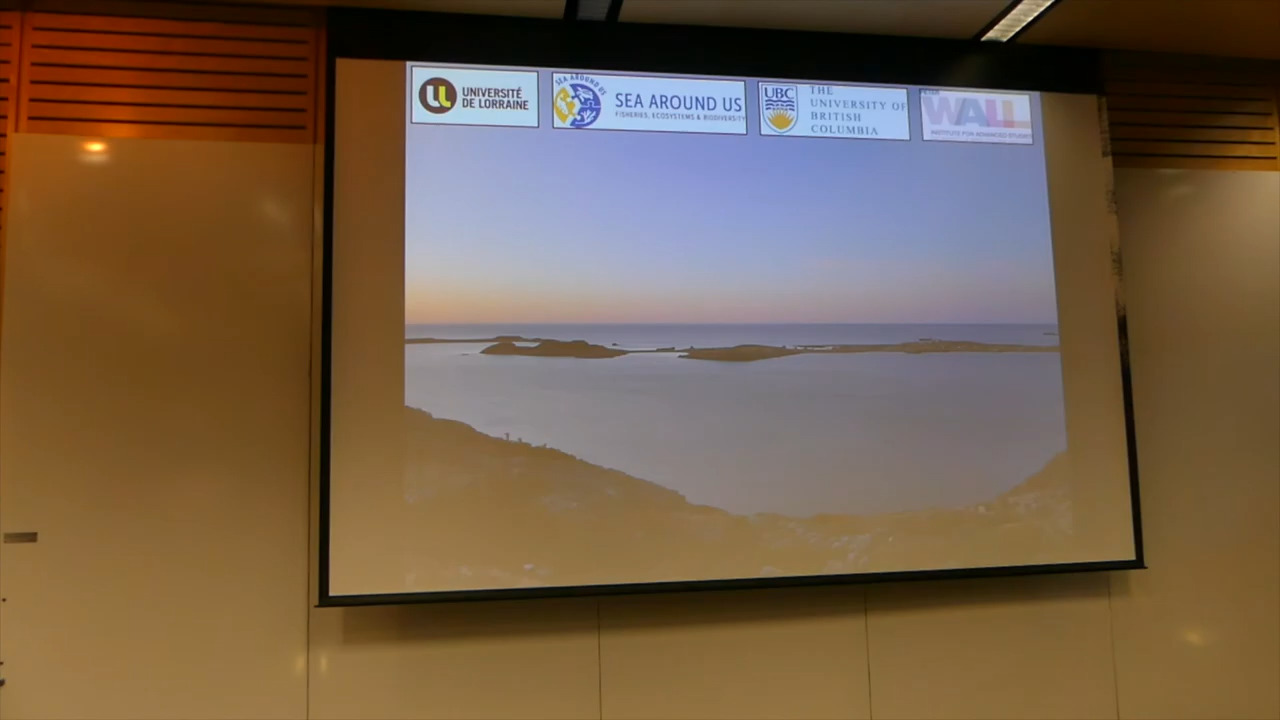 UNIVERSITÉ
DE LORRAINE
SEA AROUND US
SEA AROUND US
FISHERIES, ECOSYSTEMS & BIODIVERSITY
UBC
THE
UNIVERSITY OF
BRITISH
COLUMBIA
WALL
INSTITUTE FOR ADVANCED STUDIES